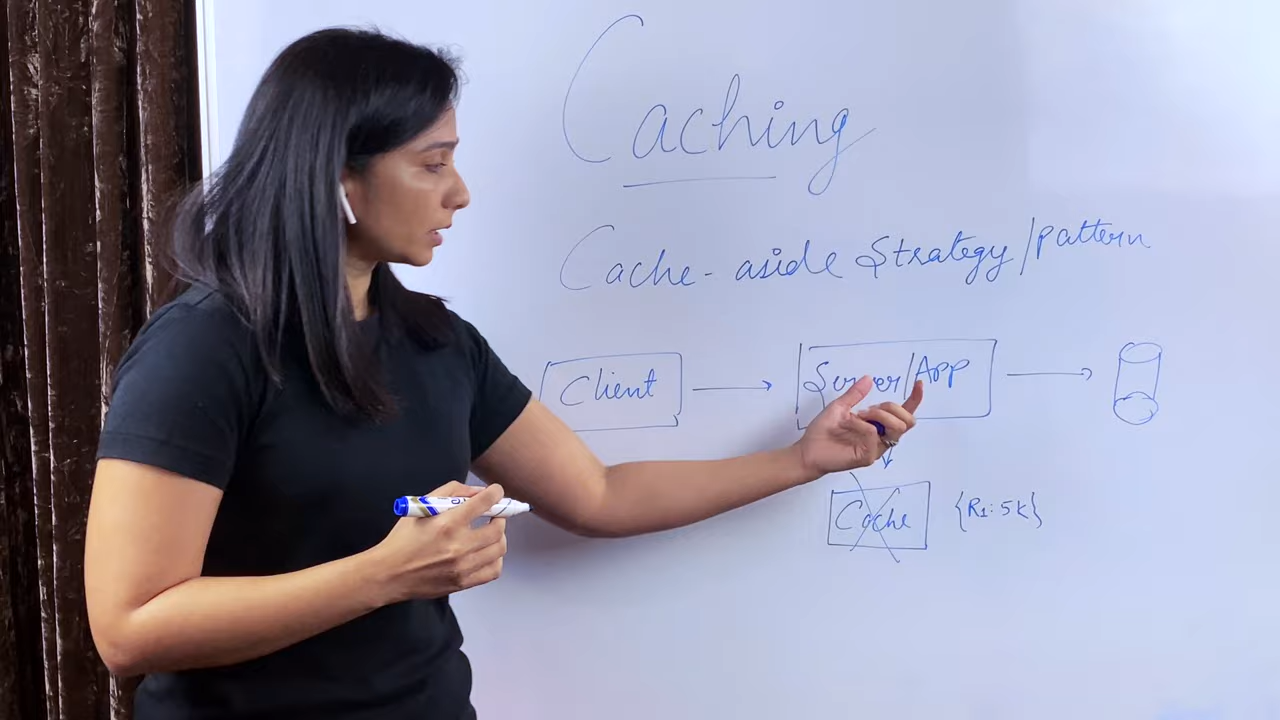 Caching
Cache-aside Strategy/pattern
Client
Server/App
Cache
{R1:5K}